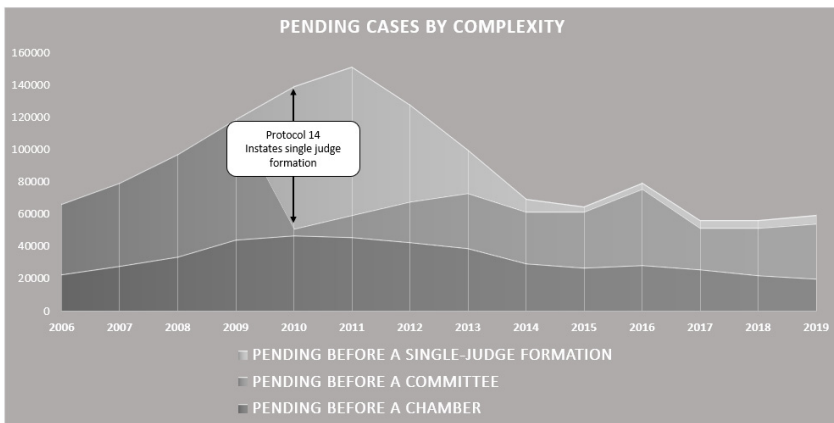 PENDING CASES BY COMPLEXITY
160000
140000
120000
100000
80000
60000
40000
20000
0
Protocol 14
Instates single judge
formation
2006 2007 2008 2009 2010 2011 2012 2013 2014 2015 2016 2017 2018 2019
PENDING BEFORE A SINGLE-JUDGE FORMATION
PENDING BEFORE A COMMITTEE
PENDING BEFORE A CHAMBER